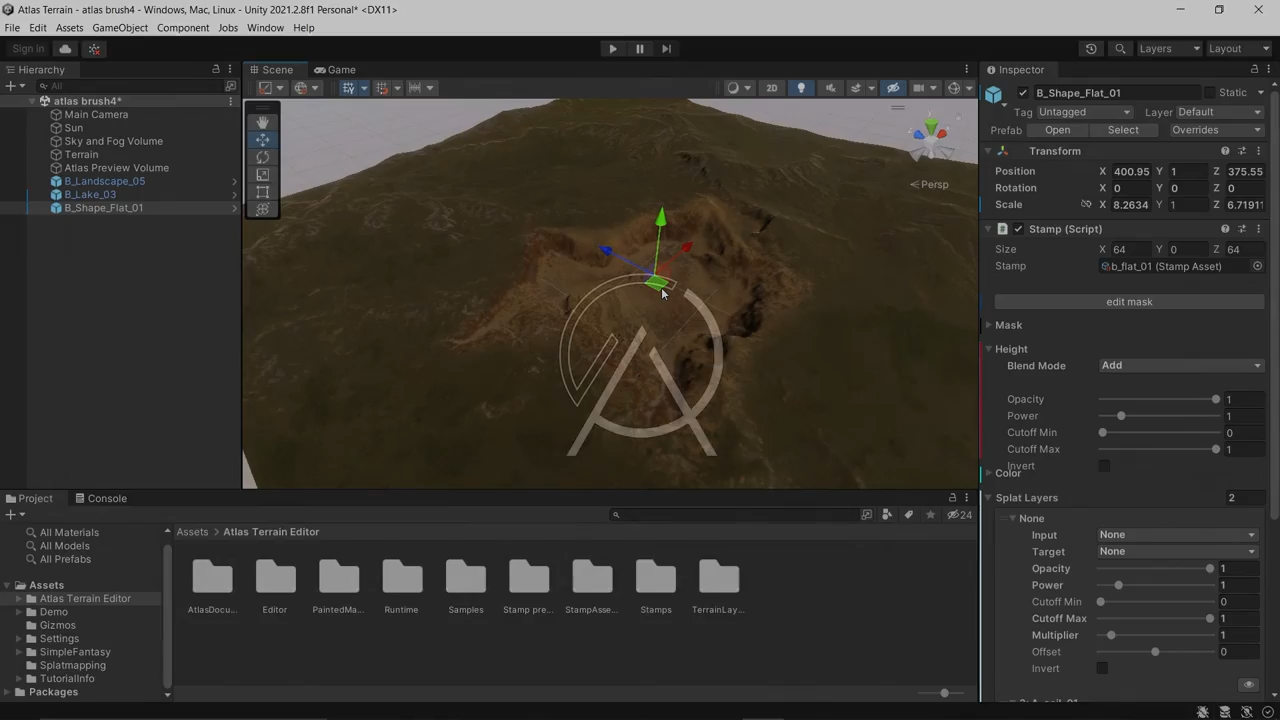 Atlas Terrain - atlas brush4 - Windows, Mac, Linux - Unity 2021.2.8f1 Personal* <DX11>
File Edit Assets GameObject Component Jobs Window Help
Sign in Layers Layout
Hierarchy
All
atlas brush4*
Main Camera
Sun
Sky and Fog Volume
Terrain
Atlas Preview Volume
B_Landscape_05
B_Lake_03
B_Shape_Flat_01
Scene Game
2D
Persp
Inspector
B_Shape_Flat_01 Static
Tag Untagged Layer Default
Prefab Open Select Overrides
Transform
Position X 400.95 Y 1 Z 375.55
Rotation X 0 Y 0 Z 0
Scale X 8.2634 Y 1 Z 6.7191
Stamp (Script)
Size X 64 Y 0 Z 64
Stamp b_flat_01 (Stamp Asset)
edit mask
Mask
Height
Blend Mode Add
Opacity 1
Power 1
Cutoff Min 0
Cutoff Max 1
Invert
Color
Splat Layers 2
None
Input None
Target None
Opacity 1
Power 1
Cutoff Min 0
Cutoff Max 1
Multiplier 1
Offset 0
Invert
Project Console
24
All Materials
All Models
All Prefabs
Assets
Atlas Terrain Editor
Demo
Gizmos
Settings
SimpleFantasy
Splatmapping
TutorialInfo
Packages
Assets > Atlas Terrain Editor
AtlasDocu... Editor PaintedMa... Runtime Samples Stamp pre... StampAsse... Stamps TerrainLay...